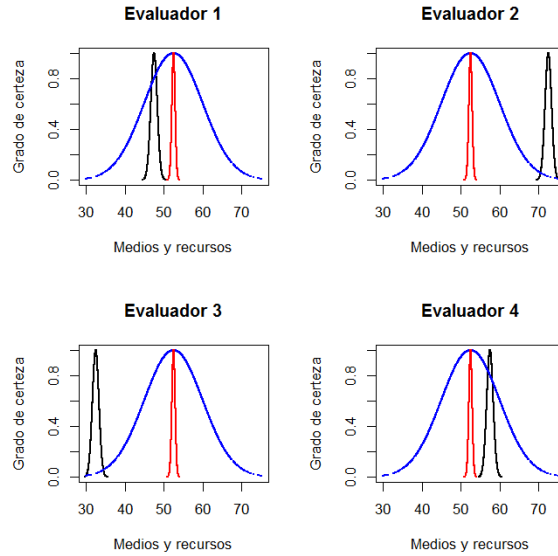 Evaluador 1
Grado de certeza
0.0 0.4 0.8
30 40 50 60 70
Medios y recursos
Evaluador 2
Grado de certeza
0.0 0.4 0.8
30 40 50 60 70
Medios y recursos
Evaluador 3
Grado de certeza
0.0 0.4 0.8
30 40 50 60 70
Medios y recursos
Evaluador 4
Grado de certeza
0.0 0.4 0.8
30 40 50 60 70
Medios y recursos